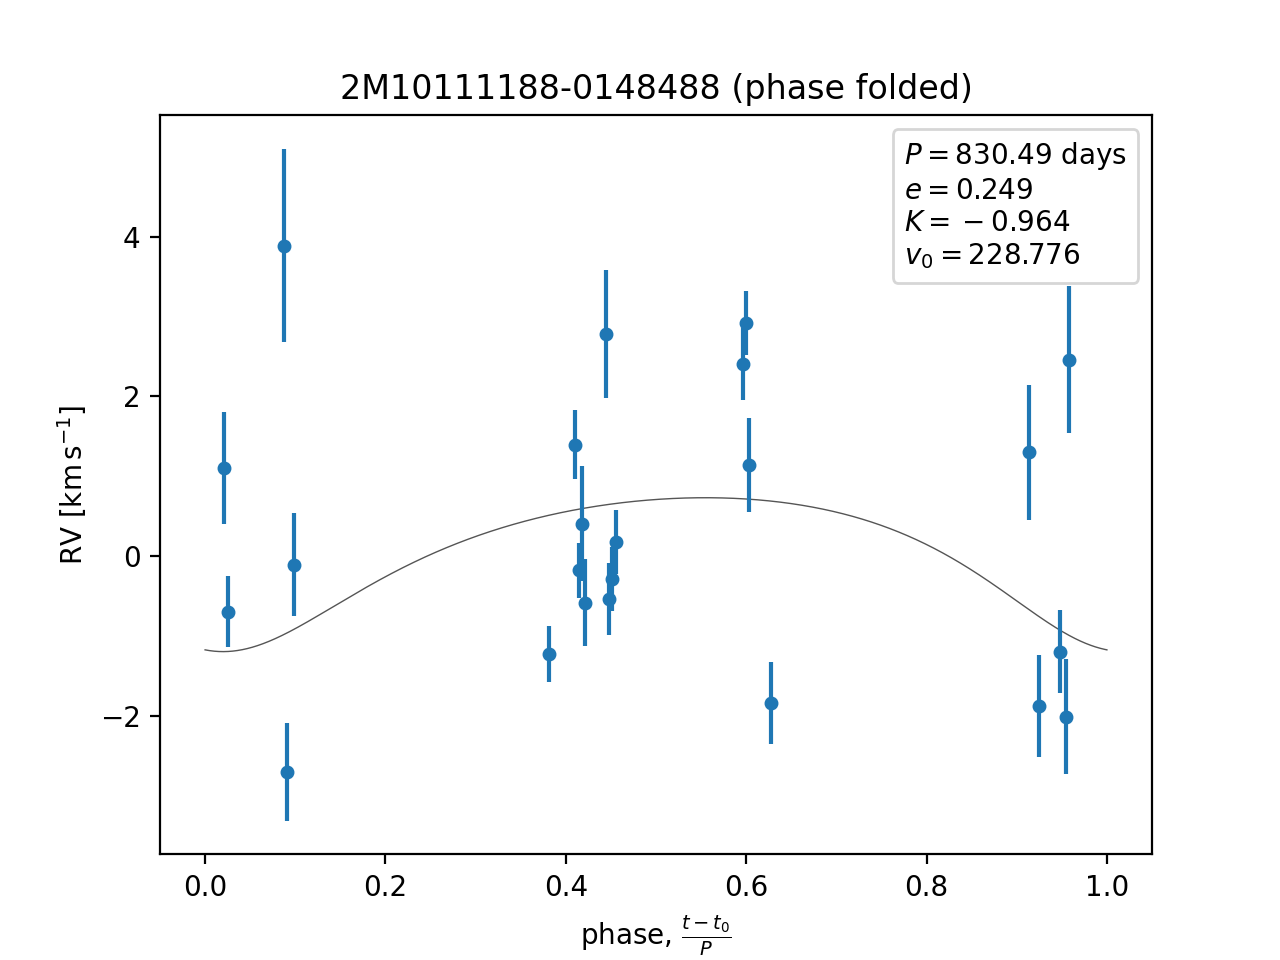 2M10111188-0148488 (phase folded)
P = 830.49 days
e = 0.249
K = −0.964
v₀ = 228.776
4
2
0
−2
RV [km s⁻¹]
0.0 0.2 0.4 0.6 0.8 1.0
phase, (t − t₀)/P